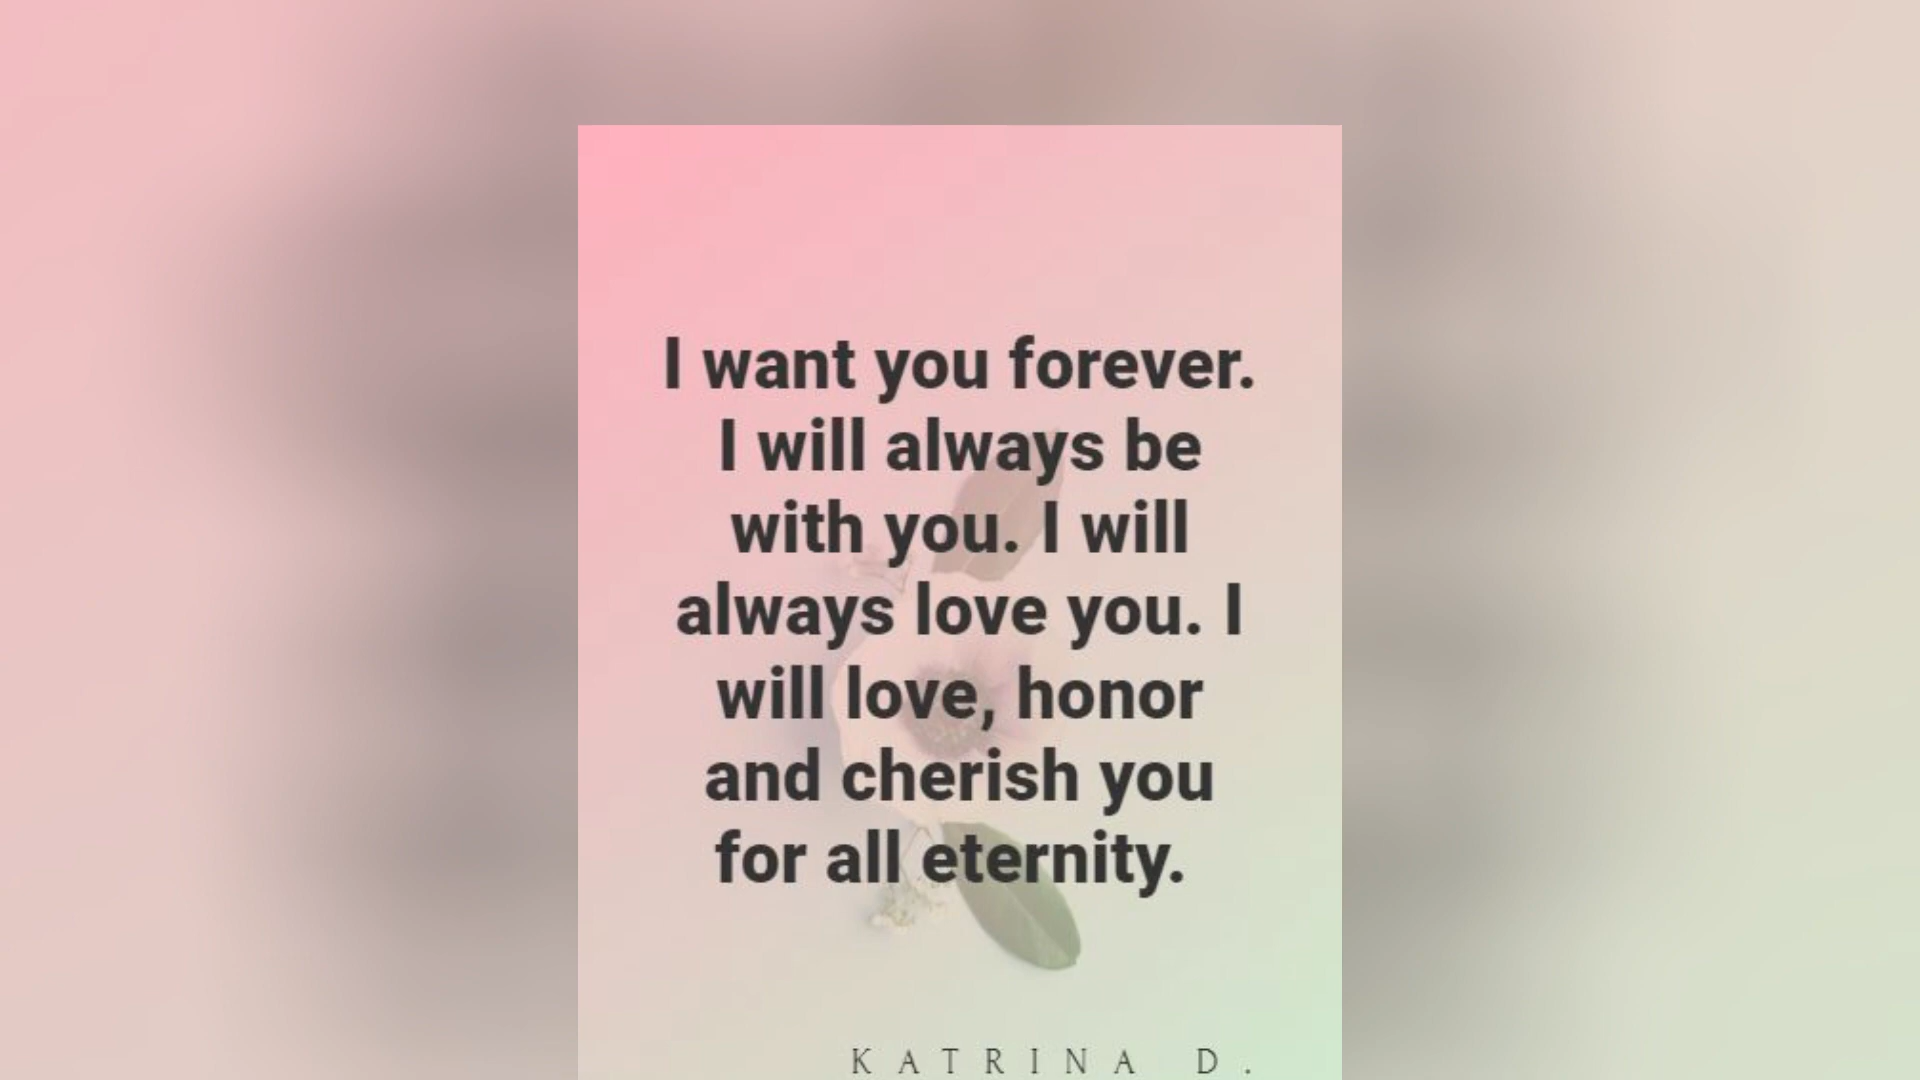 I want you forever.
I will always be
with you. I will
always love you. I
will love, honor
and cherish you
for all eternity.
KATRINA D.